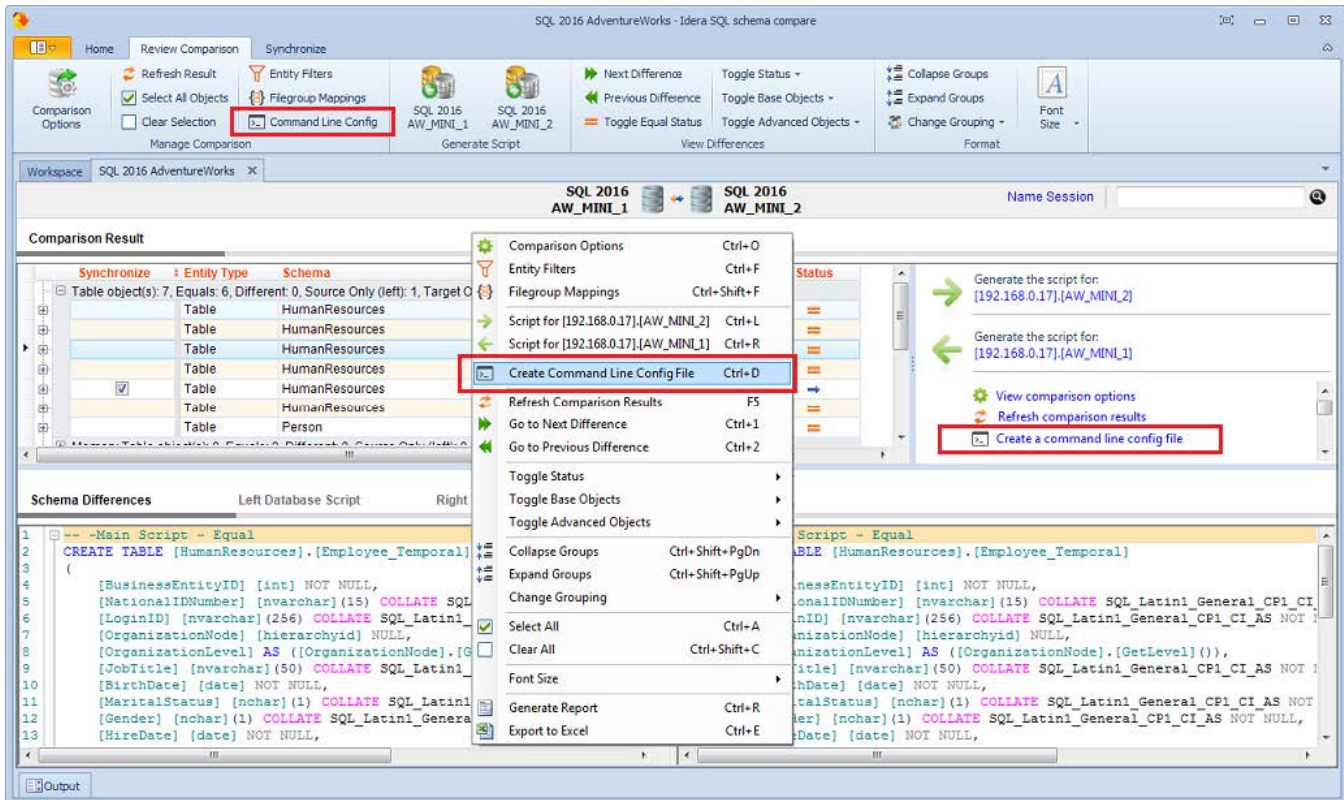 SQL 2016 AdventureWorks - Idera SQL schema compare
Home Review Comparison Synchronize
Comparison Options
Refresh Result
Select All Objects
Clear Selection
Entity Filters
Filegroup Mappings
Command Line Config
Manage Comparison
SQL 2016 AW_MINI_1
SQL 2016 AW_MINI_2
Generate Script
Next Difference
Previous Difference
Toggle Equal Status
Toggle Status
Toggle Base Objects
Toggle Advanced Objects
View Differences
Collapse Groups
Expand Groups
Change Grouping
Font Size
Format
Workspace SQL 2016 AdventureWorks
SQL 2016 AW_MINI_1
SQL 2016 AW_MINI_2
Name Session
Comparison Result
Synchronize Entity Type Schema Status
Table object(s): 7, Equals: 6, Different: 0, Source Only (left): 1, Target O
Table HumanResources
Table HumanResources
Table HumanResources
Table HumanResources
Table HumanResources
Table HumanResources
Table Person
Comparison Options Ctrl+O
Entity Filters Ctrl+F
Filegroup Mappings Ctrl+Shift+F
Script for [192.168.0.17].[AW_MINI_2] Ctrl+L
Script for [192.168.0.17].[AW_MINI_1] Ctrl+R
Create Command Line Config File Ctrl+D
Refresh Comparison Results F5
Go to Next Difference Ctrl+1
Go to Previous Difference Ctrl+2
Toggle Status
Toggle Base Objects
Toggle Advanced Objects
Collapse Groups Ctrl+Shift+PgDn
Expand Groups Ctrl+Shift+PgUp
Change Grouping
Select All Ctrl+A
Clear All Ctrl+Shift+C
Font Size
Generate Report Ctrl+R
Export to Excel Ctrl+E
Generate the script for:
[192.168.0.17].[AW_MINI_2]
Generate the script for:
[192.168.0.17].[AW_MINI_1]
View comparison options
Refresh comparison results
Create a command line config file
Schema Differences Left Database Script Right
1 -- -Main Script - Equal
2 CREATE TABLE [HumanResources].[Employee_Temporal]
3 (
4 [BusinessEntityID] [int] NOT NULL,
5 [NationalIDNumber] [nvarchar](15) COLLATE SQL
6 [LoginID] [nvarchar](256) COLLATE SQL_Latin1_
7 [OrganizationNode] [hierarchyid] NULL,
8 [OrganizationLevel] AS ([OrganizationNode].[G
9 [JobTitle] [nvarchar](50) COLLATE SQL_Latin1_
10 [BirthDate] [date] NOT NULL,
11 [MaritalStatus] [nchar](1) COLLATE SQL_Latin1
12 [Gender] [nchar](1) COLLATE SQL_Latin1_Genera
13 [HireDate] [date] NOT NULL,
Script - Equal
ABLE [HumanResources].[Employee_Temporal]
nessEntityID] [int] NOT NULL,
onalIDNumber] [nvarchar](15) COLLATE SQL_Latin1_General_CP1_CI
nID] [nvarchar](256) COLLATE SQL_Latin1_General_CP1_CI_AS NOT
nizationNode] [hierarchyid] NULL,
nizationLevel] AS ([OrganizationNode].[GetLevel]()),
itle] [nvarchar](50) COLLATE SQL_Latin1_General_CP1_CI_AS NOT
hDate] [date] NOT NULL,
talStatus] [nchar](1) COLLATE SQL_Latin1_General_CP1_CI_AS NOT
er] [nchar](1) COLLATE SQL_Latin1_General_CP1_CI_AS NOT NULL,
Date] [date] NOT NULL,
Output